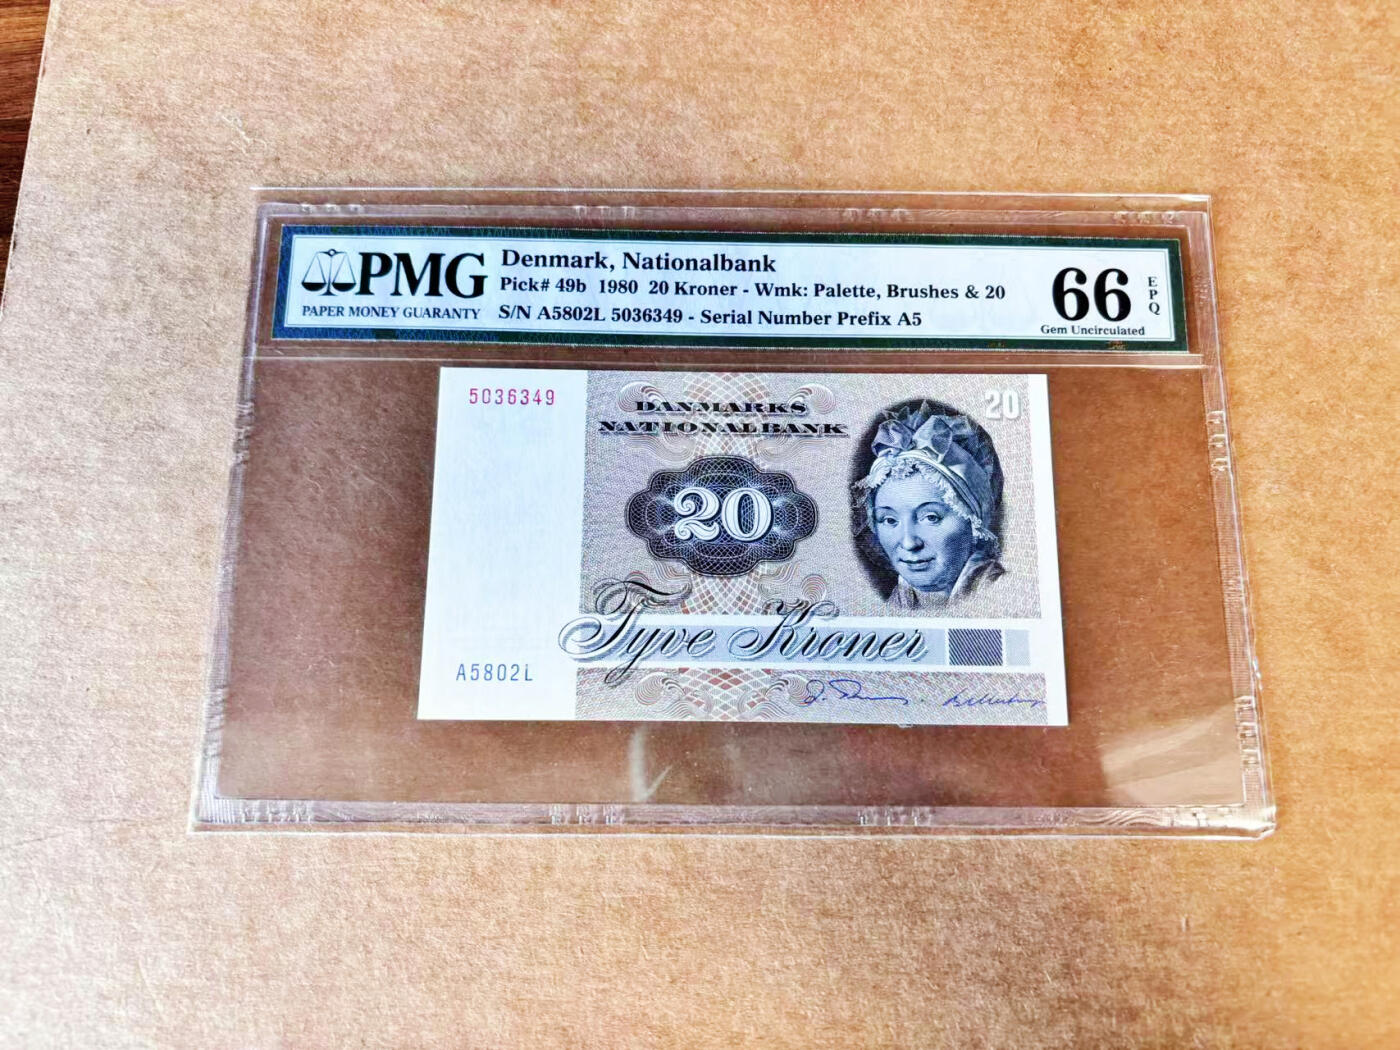 PMG
PAPER MONEY GUARANTY
Denmark, Nationalbank
Pick# 49b 1980 20 Kroner - Wmk: Palette, Brushes & 20
S/N A5802L 5036349 - Serial Number Prefix A5
66
EPQ
Gem Uncirculated
5036349
DANMARKS
NATIONALBANK
20
20
Tyve Kroner
A5802L